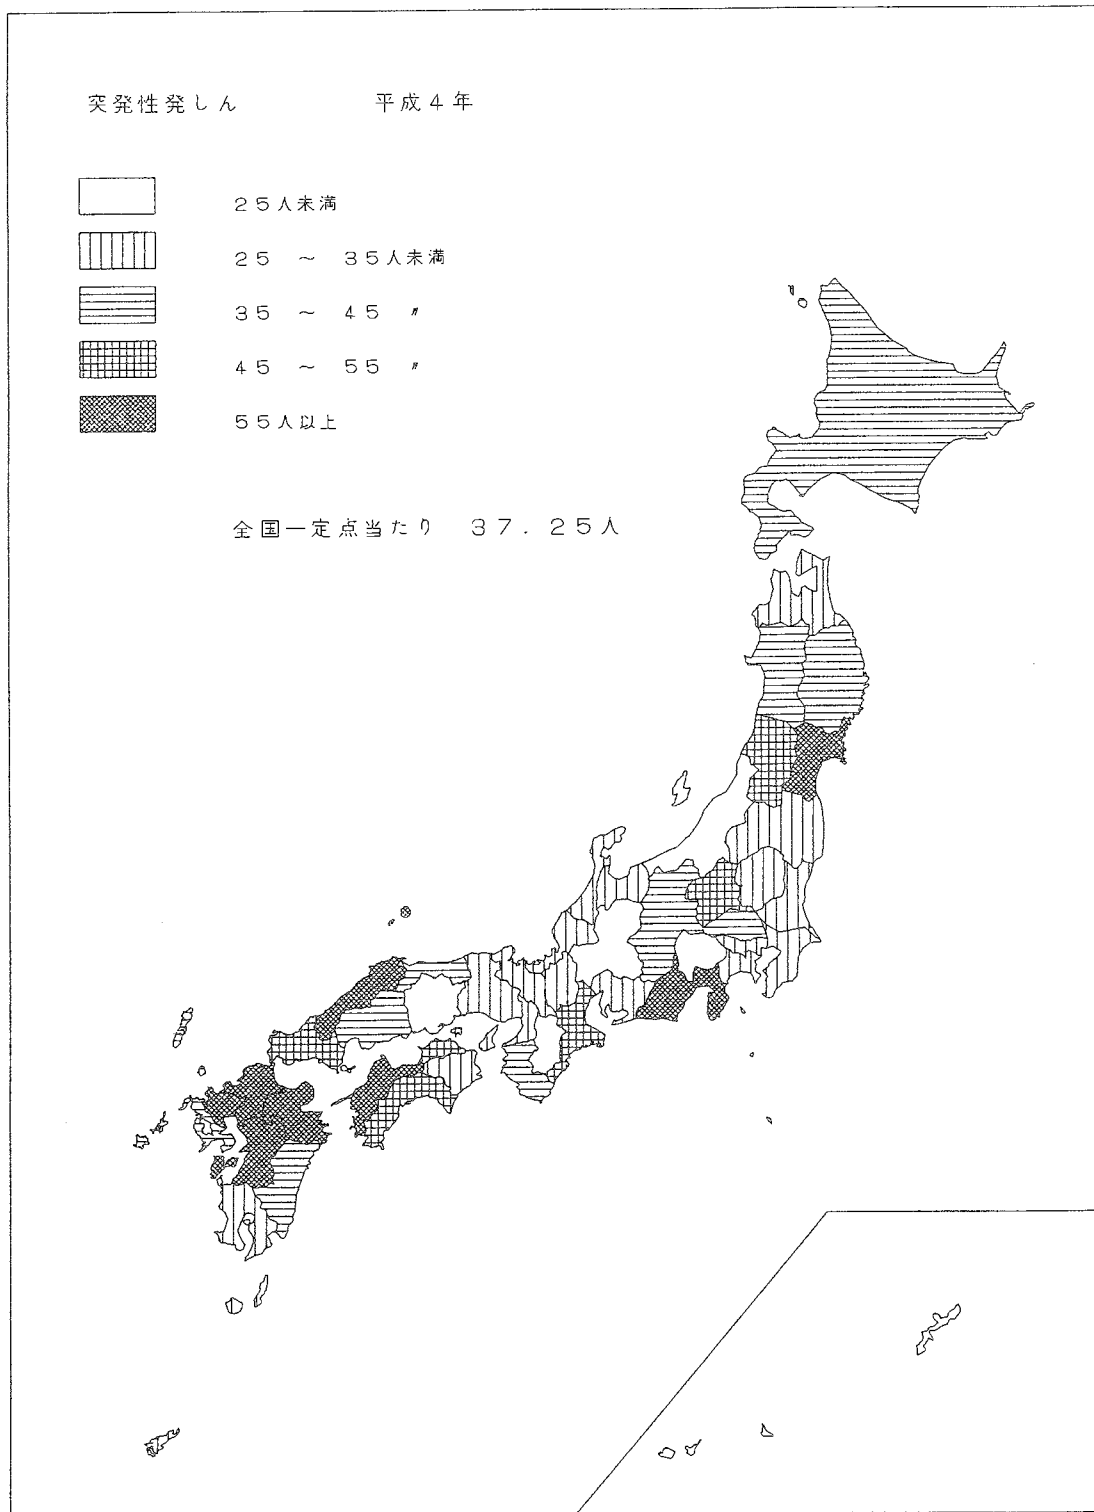 突発性発しん 平成４年
２５人未満
２５ ～ ３５人未満
３５ ～ ４５ 〃
４５ ～ ５５ 〃
５５人以上
全国一定点当たり ３７．２５人